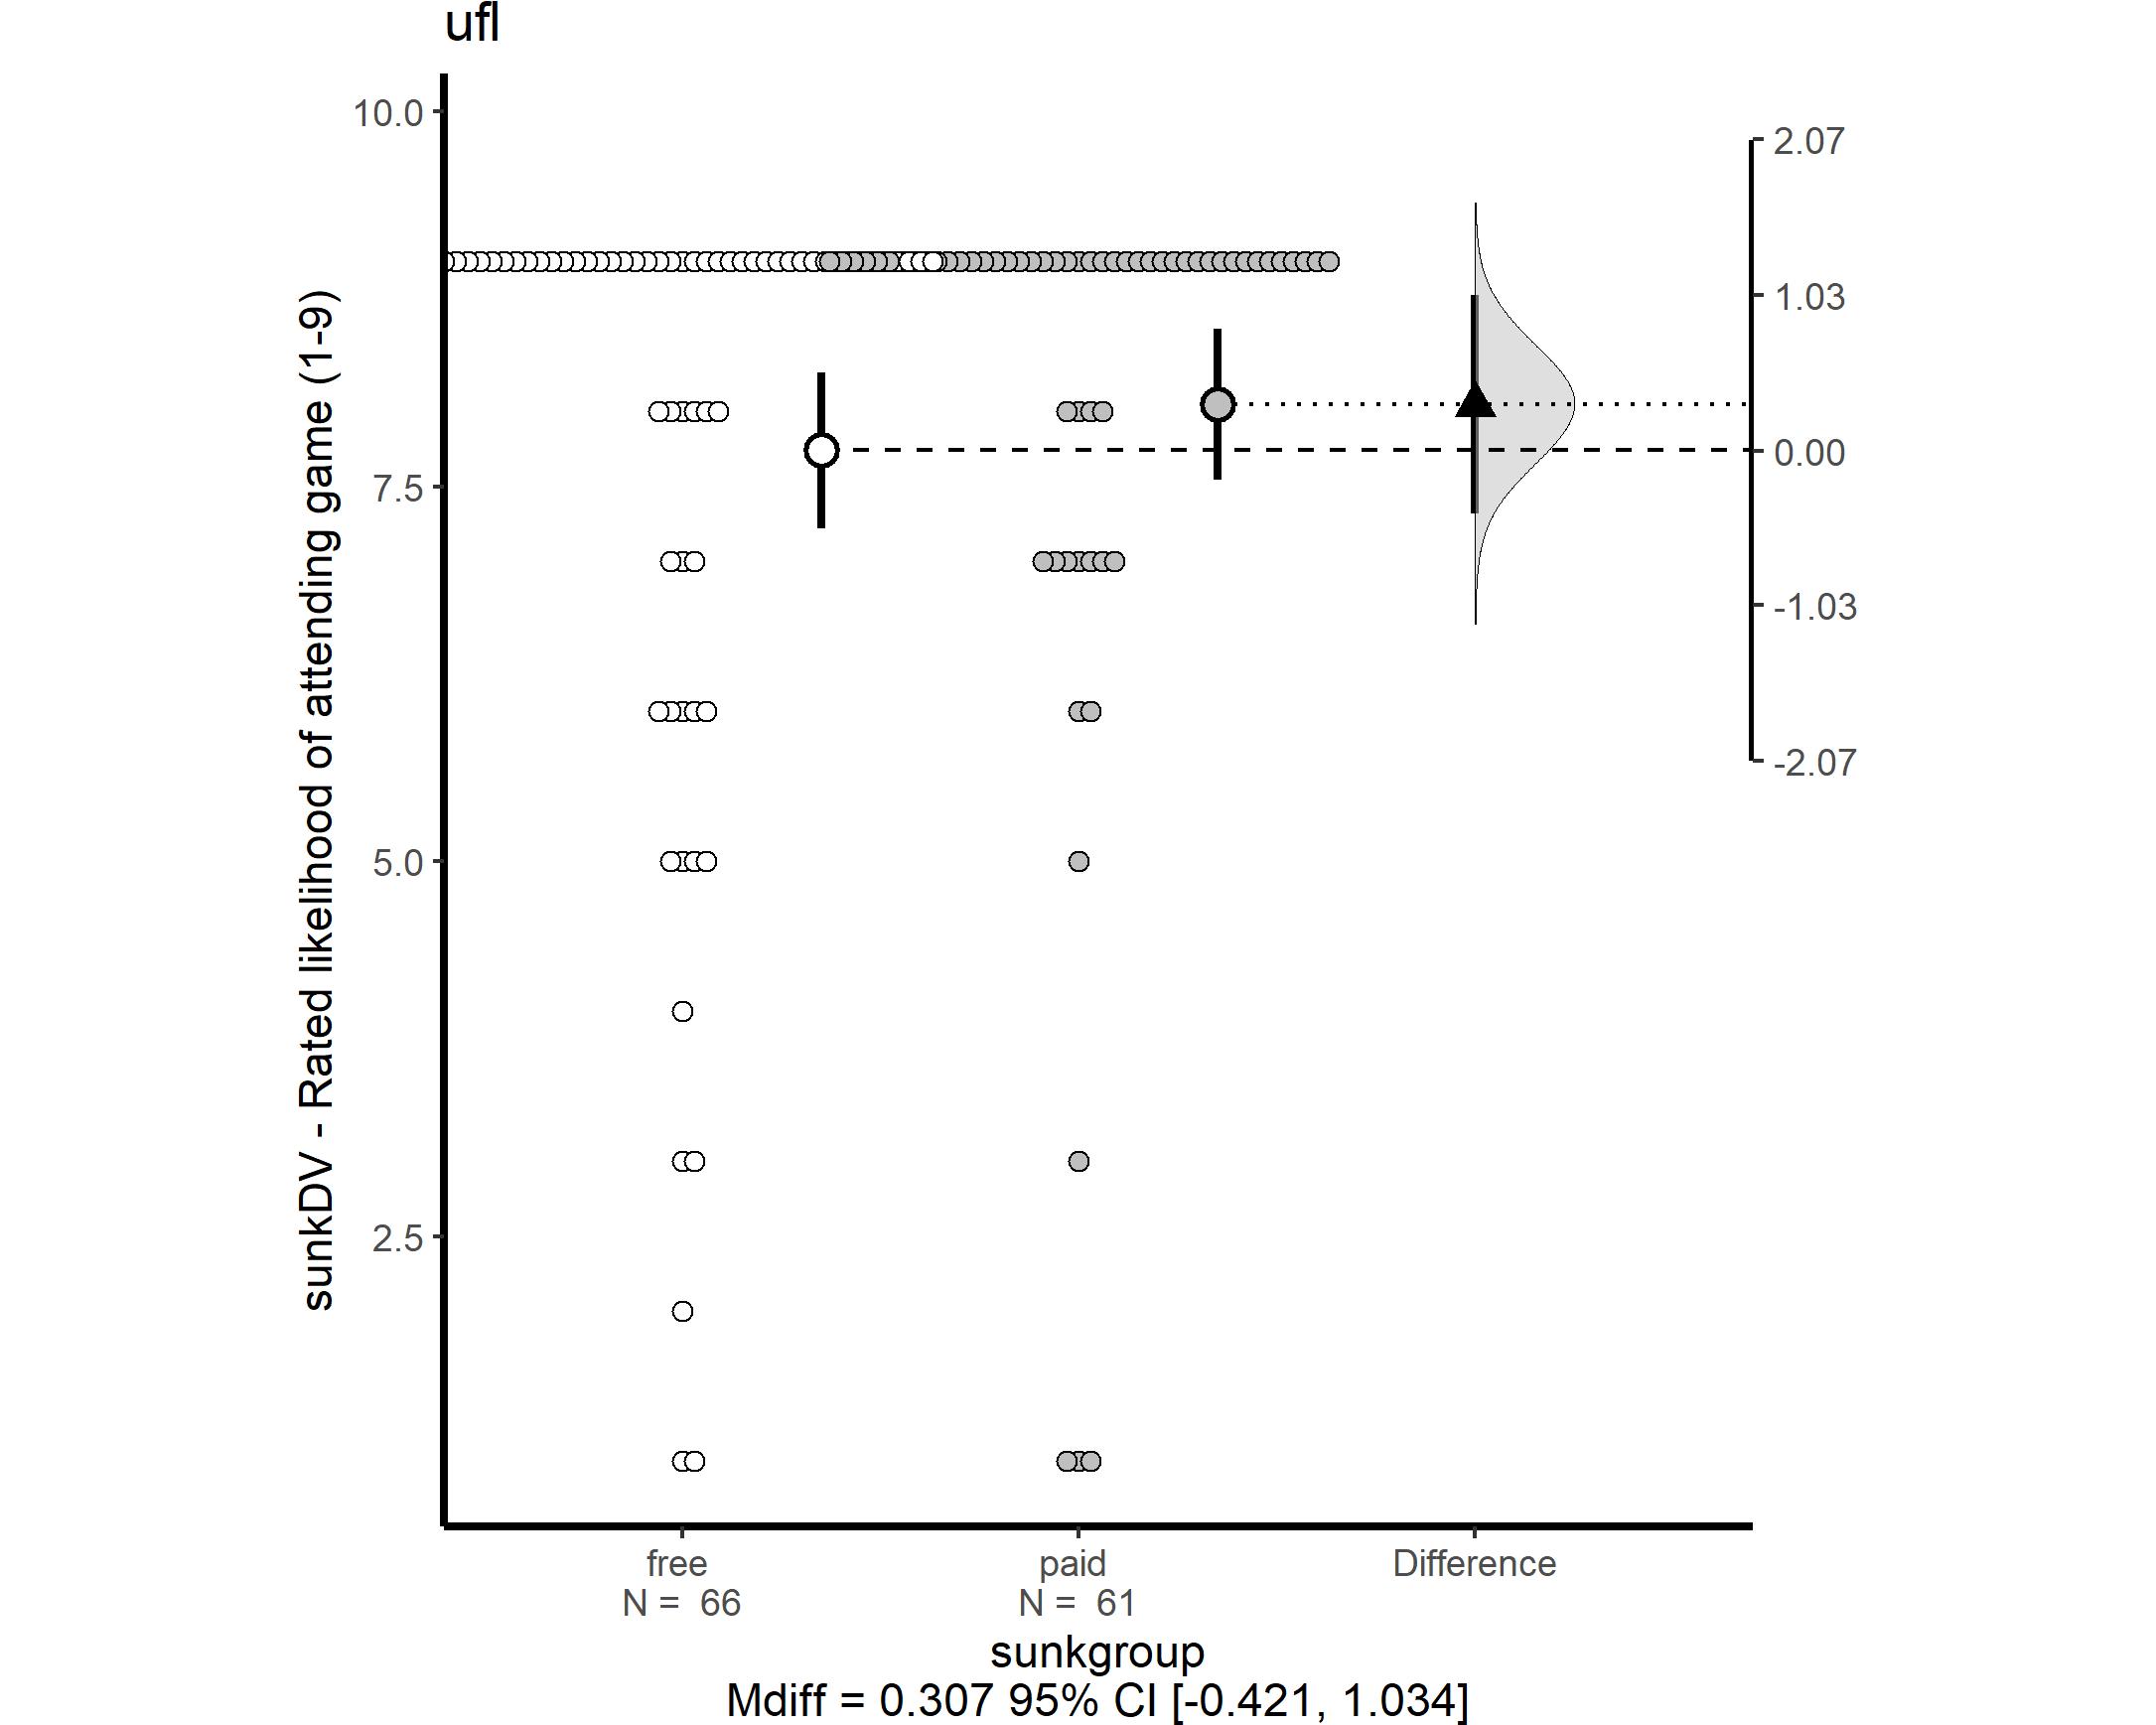 ufl
10.0
7.5
5.0
2.5
sunkDV - Rated likelihood of attending game (1-9)
2.07
1.03
0.00
-1.03
-2.07
free
N =  66
paid
N =  61
Difference
sunkgroup
Mdiff = 0.307 95% CI [-0.421, 1.034]